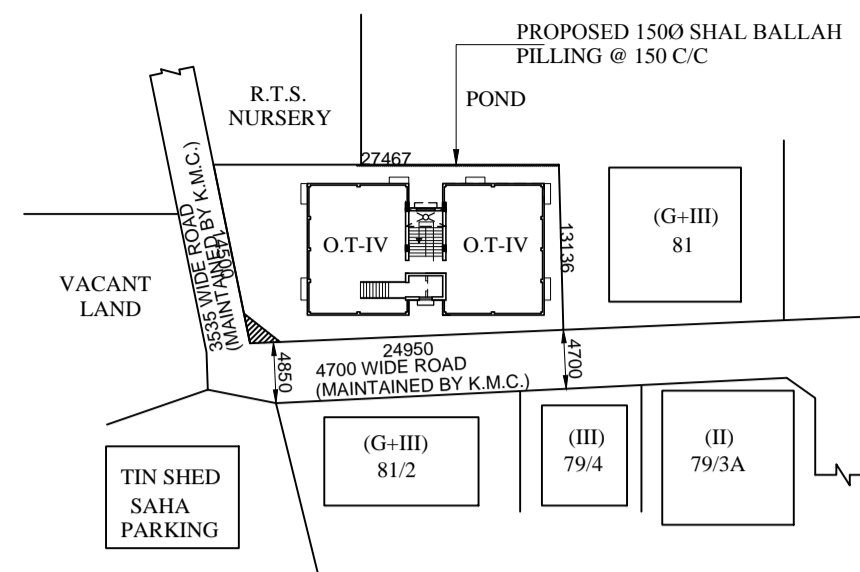 PROPOSED 150Ø SHAL BALLAH
PILLING @ 150 C/C
R.T.S.
NURSERY
POND
27467
(G+III)
81
O.T-IV
O.T-IV
13136
3535 WIDE ROAD
(MAINTAINED BY K.M.C.)
14500
VACANT
LAND
24950
4700 WIDE ROAD
(MAINTAINED BY K.M.C.)
4850
4700
(G+III)
81/2
(III)
79/4
(II)
79/3A
TIN SHED
SAHA
PARKING